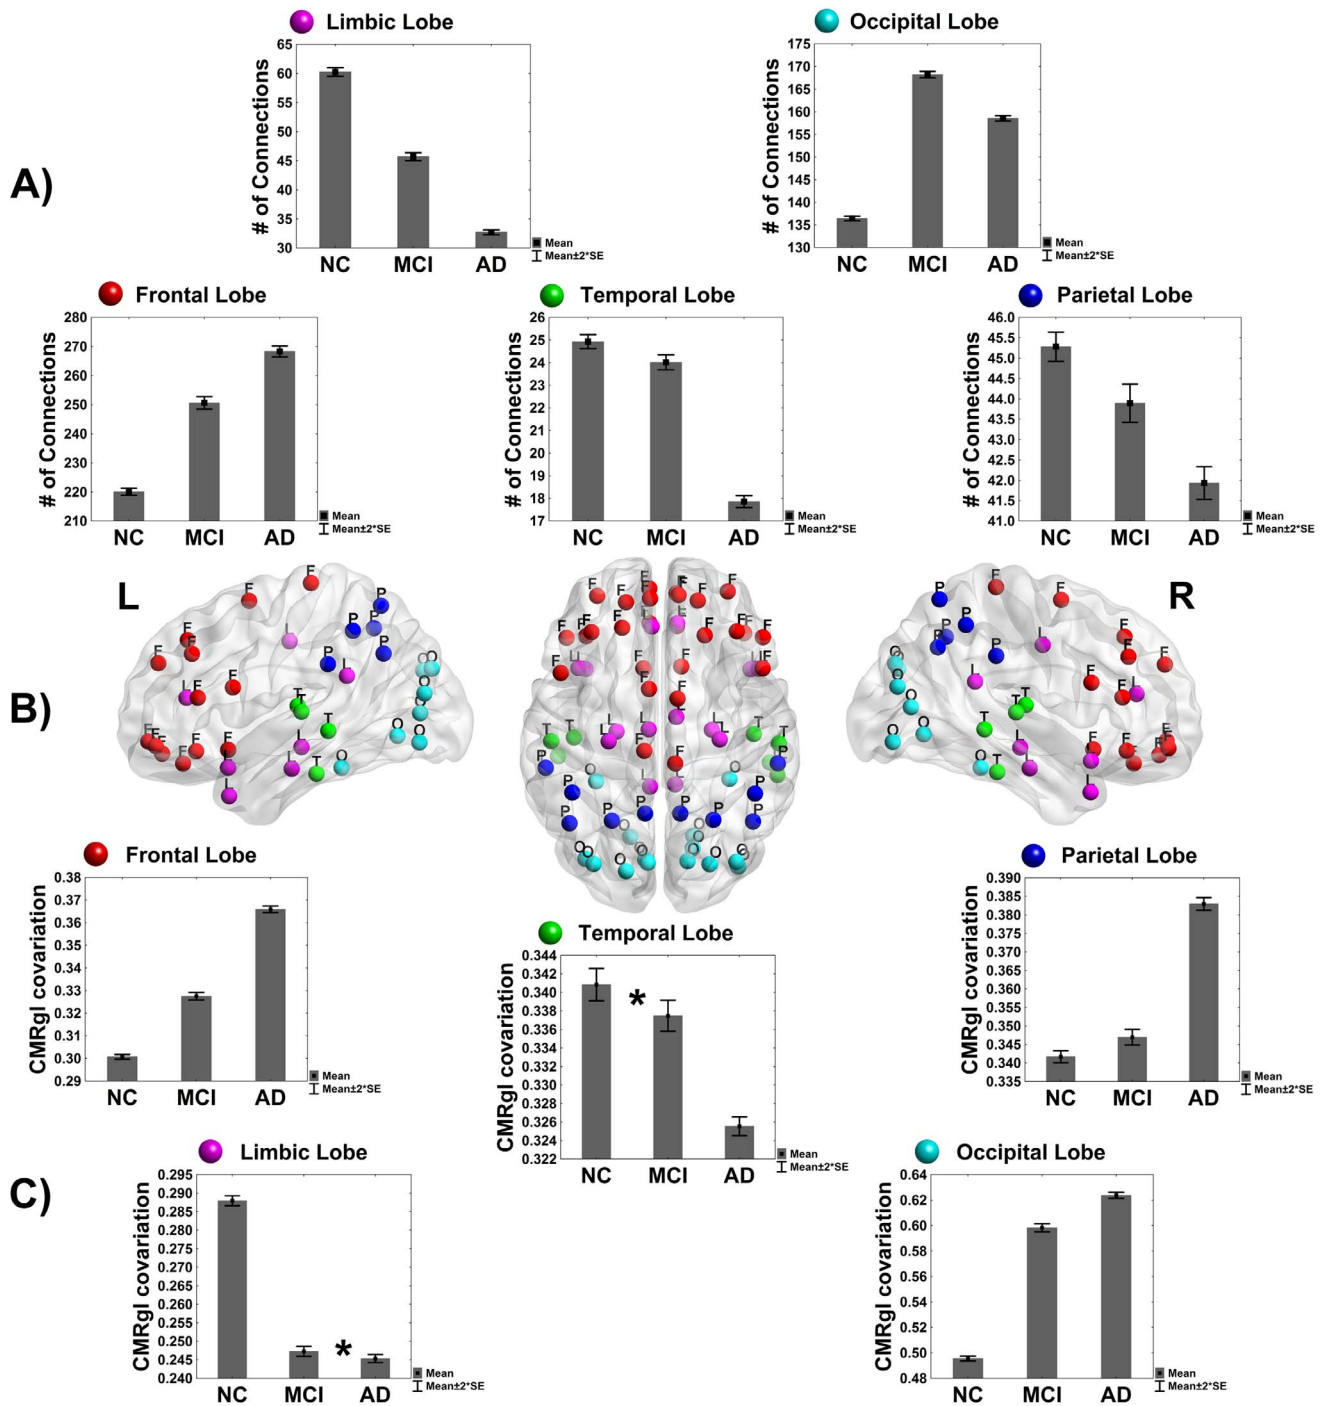 A)
Limbic Lobe
# of Connections
65
60
55
50
45
40
35
30
NC MCI AD
Mean
Mean±2*SE
Occipital Lobe
# of Connections
175
170
165
160
155
150
145
140
135
130
NC MCI AD
Mean
Mean±2*SE
Frontal Lobe
# of Connections
280
270
260
250
240
230
220
210
NC MCI AD
Mean
Mean±2*SE
Temporal Lobe
# of Connections
26
25
24
23
22
21
20
19
18
17
NC MCI AD
Mean
Mean±2*SE
Parietal Lobe
# of Connections
46.0
45.5
45.0
44.5
44.0
43.5
43.0
42.5
42.0
41.5
41.0
NC MCI AD
Mean
Mean±2*SE
B)
L
R
C)
Frontal Lobe
CMRgl covariation
0.38
0.37
0.36
0.35
0.34
0.33
0.32
0.31
0.30
0.29
NC MCI AD
Mean
Mean±2*SE
Temporal Lobe
CMRgl covariation
0.344
0.342
0.340
0.336
0.334
0.330
0.328
0.326
0.324
0.322
*
NC MCI AD
Mean
Mean±2*SE
Parietal Lobe
CMRgl covariation
0.390
0.385
0.380
0.375
0.370
0.365
0.360
0.355
0.350
0.345
0.340
0.335
NC MCI AD
Mean
Mean±2*SE
Limbic Lobe
CMRgl covariation
0.295
0.290
0.285
0.280
0.275
0.270
0.265
0.260
0.255
0.250
0.245
0.240
*
NC MCI AD
Mean
Mean±2*SE
Occipital Lobe
CMRgl covariation
0.64
0.62
0.60
0.58
0.56
0.54
0.52
0.50
0.48
NC MCI AD
Mean
Mean±2*SE